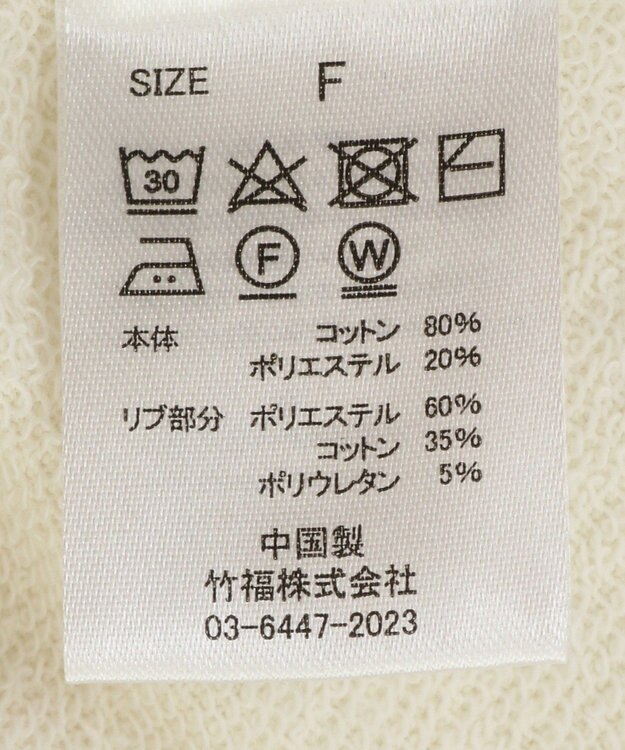 SIZE F
30
F W
本体 コットン 80%
ポリエステル 20%
リブ部分 ポリエステル 60%
コットン 35%
ポリウレタン 5%
中国製
竹福株式会社
03-6447-2023